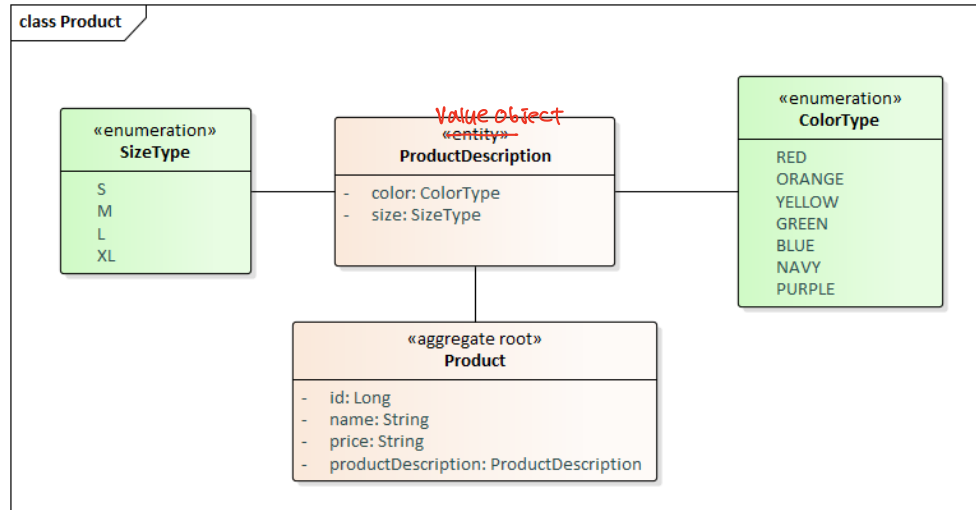 class Product
«enumeration»
SizeType
S
M
L
XL
Value Object
«entity»
ProductDescription
- color: ColorType
- size: SizeType
«enumeration»
ColorType
RED
ORANGE
YELLOW
GREEN
BLUE
NAVY
PURPLE
«aggregate root»
Product
- id: Long
- name: String
- price: String
- productDescription: ProductDescription